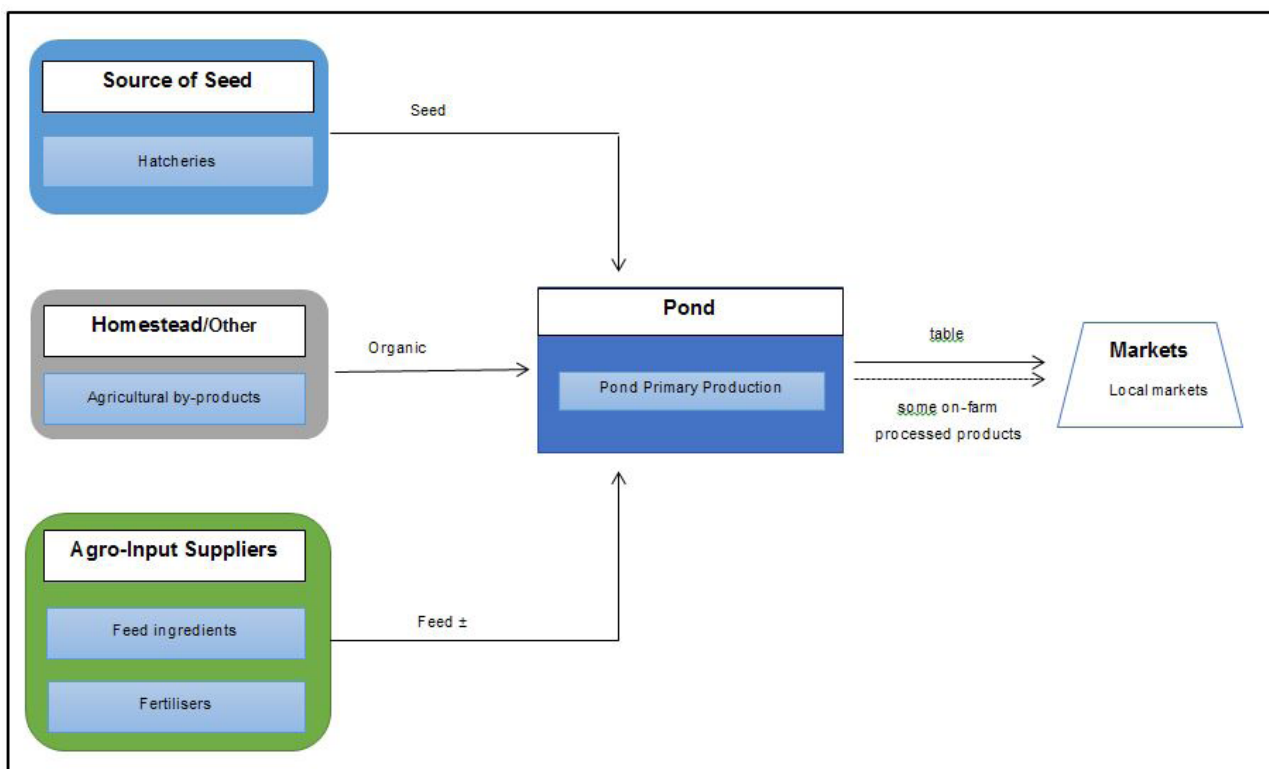 Source of Seed
Hatcheries
Seed
Homestead/Other
Agricultural by-products
Organic
Agro-Input Suppliers
Feed ingredients
Fertilisers
Feed ±
Pond
Pond Primary Production
table
some on-farm
processed products
Markets
Local markets